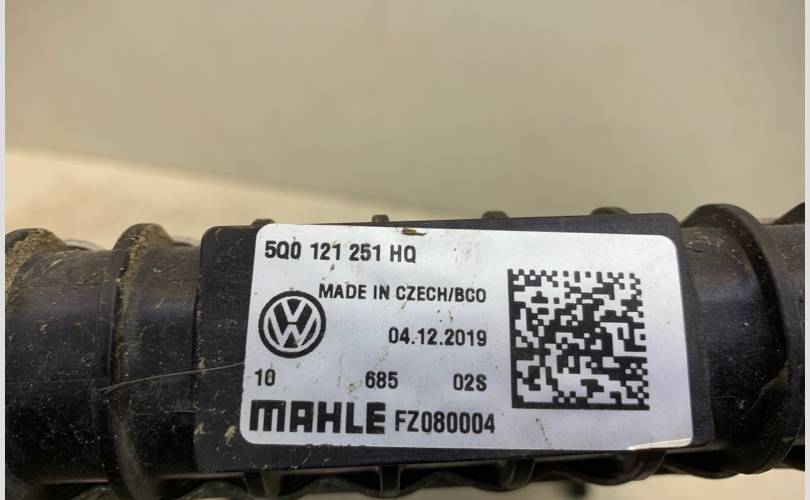 5Q0 121 251 HQ
MADE IN CZECH/BCO
04.12.2019
10 685 02S
MAHLE FZ080004